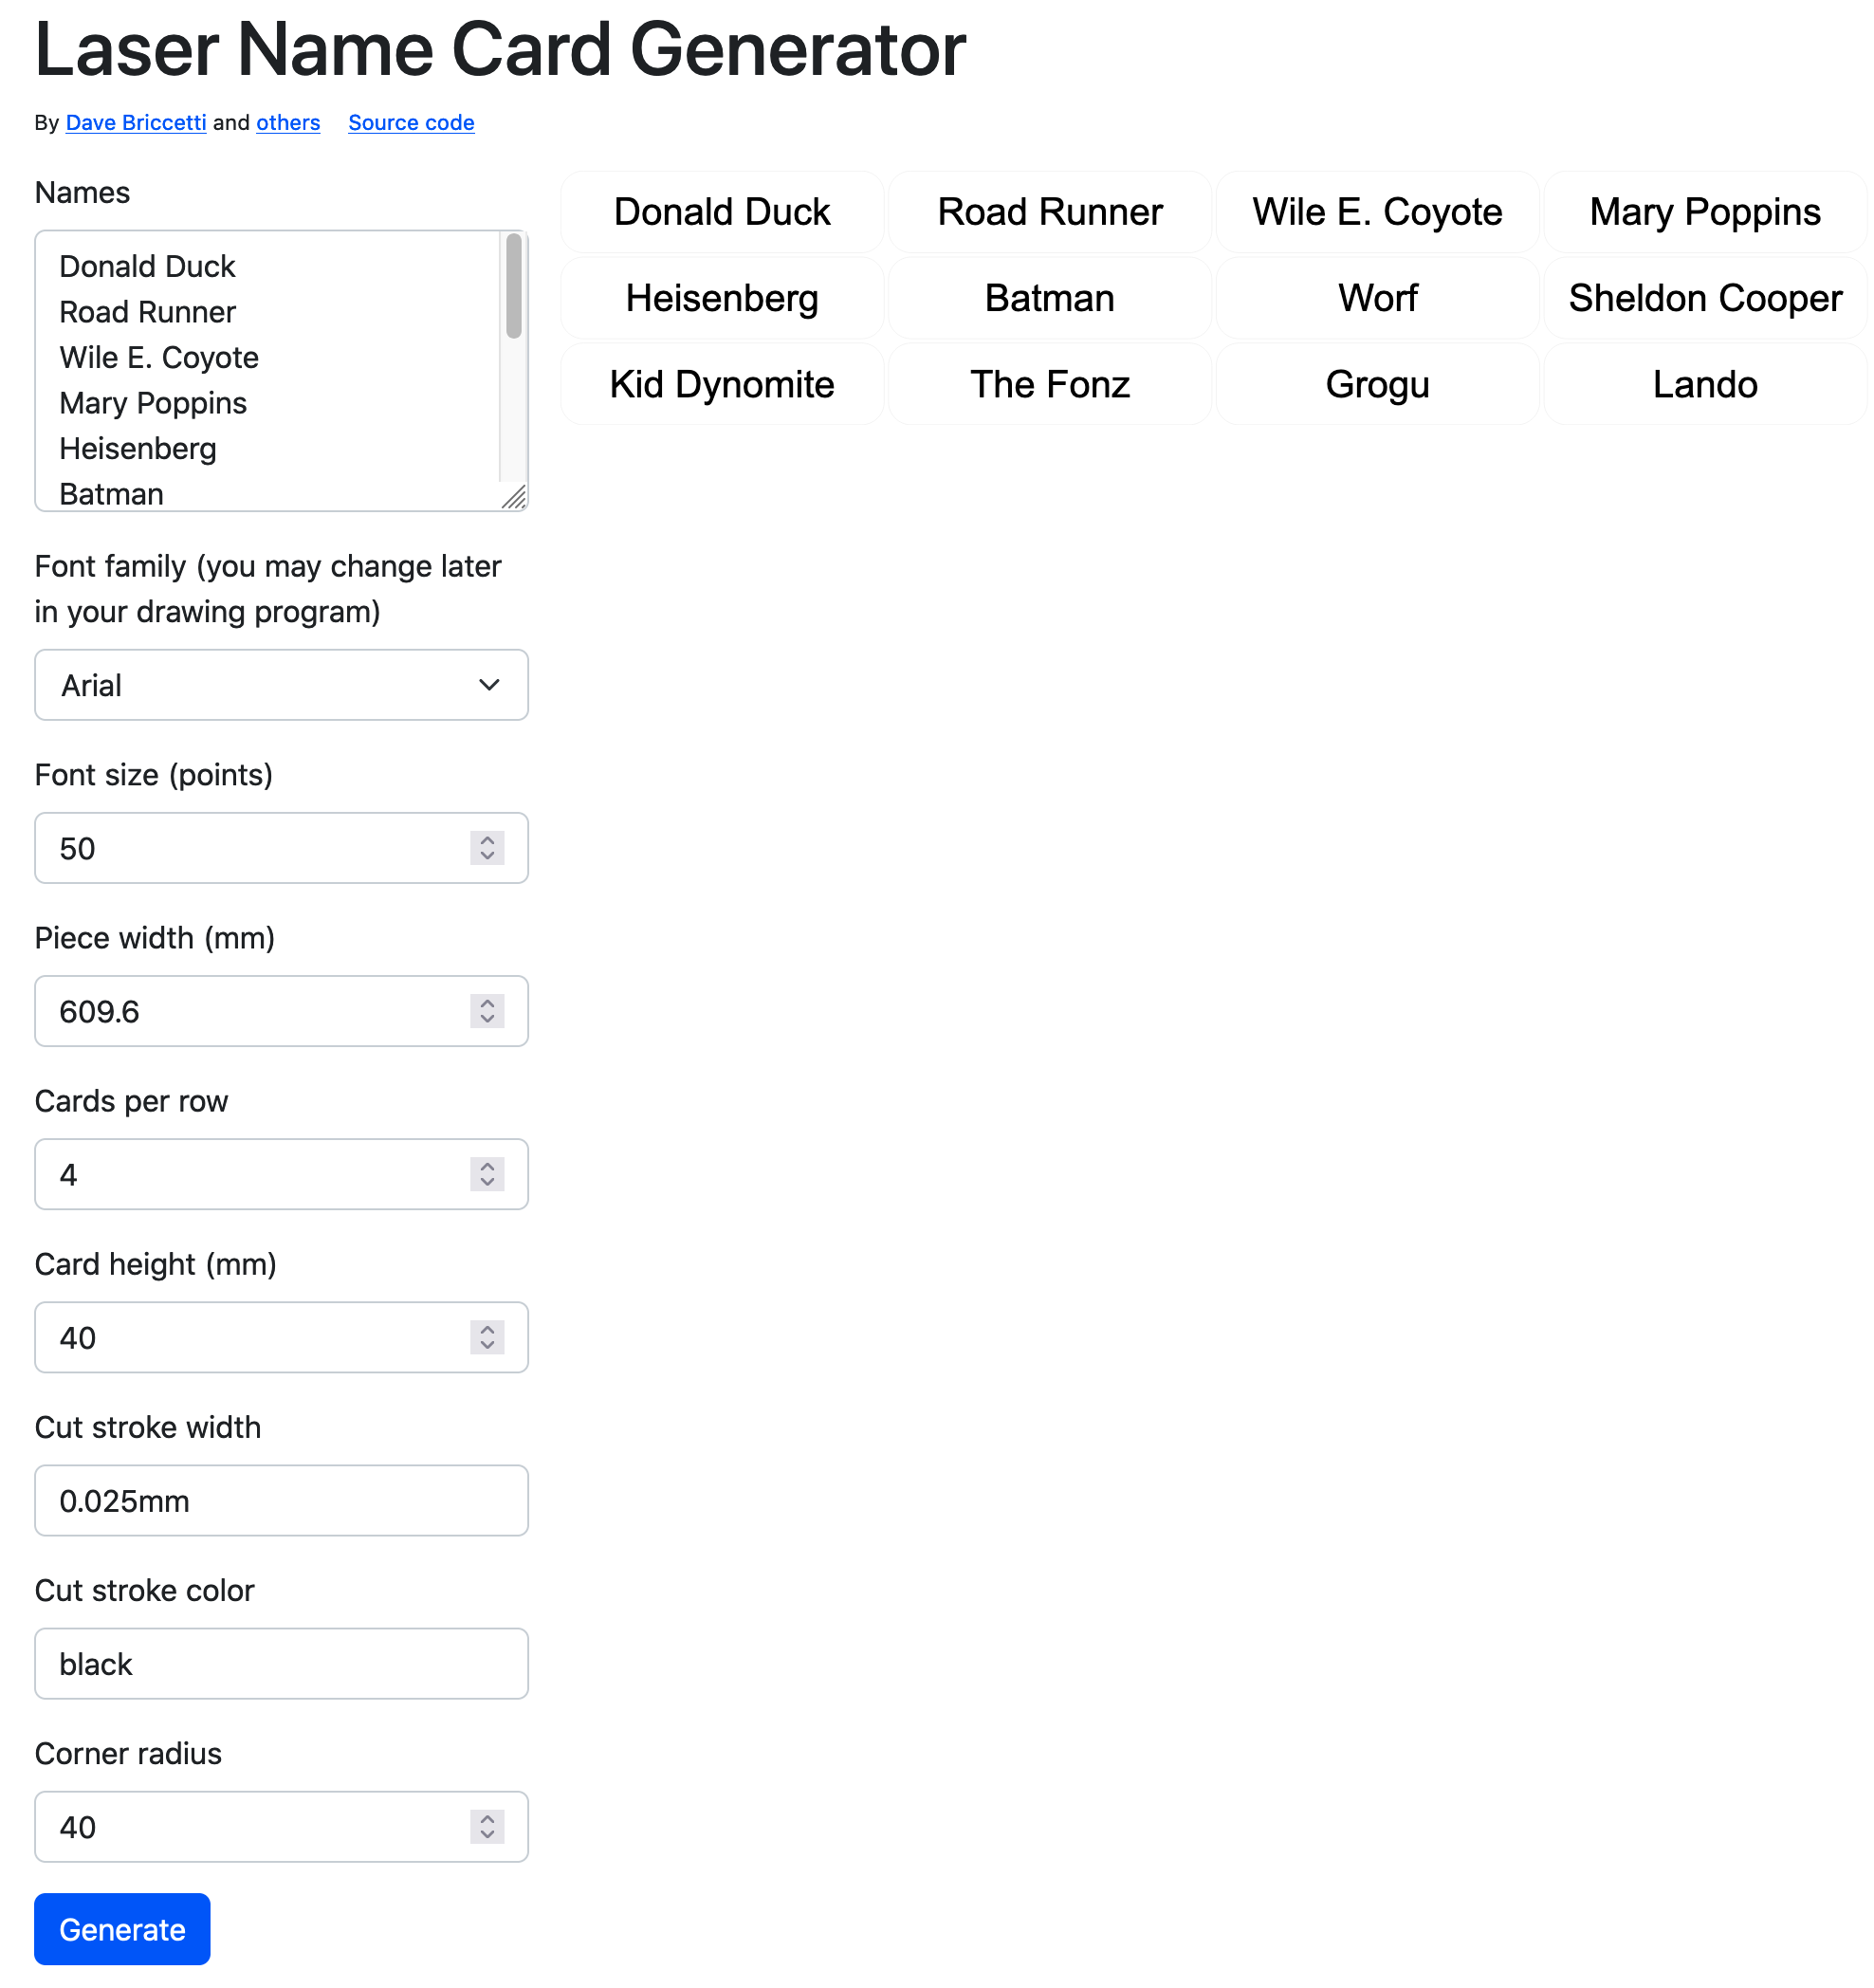 Laser Name Card Generator
By Dave Briccetti and others Source code
Names
Donald Duck
Road Runner
Wile E. Coyote
Mary Poppins
Heisenberg
Batman
Font family (you may change later
in your drawing program)
Arial
Font size (points)
50
Piece width (mm)
609.6
Cards per row
4
Card height (mm)
40
Cut stroke width
0.025mm
Cut stroke color
black
Corner radius
40
Generate
Donald Duck Road Runner Wile E. Coyote Mary Poppins
Heisenberg Batman Worf Sheldon Cooper
Kid Dynomite The Fonz Grogu Lando